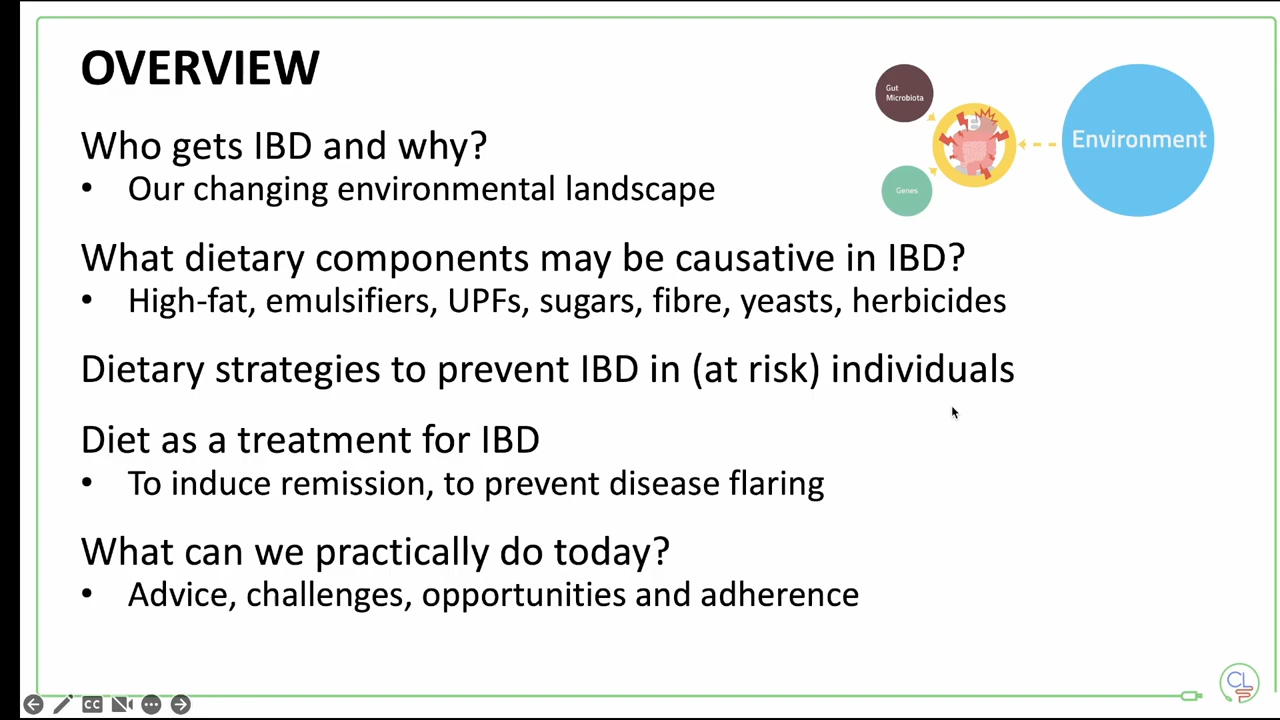 OVERVIEW
Gut
Microbiota
Environment
Genes
Who gets IBD and why?
• Our changing environmental landscape
What dietary components may be causative in IBD?
• High-fat, emulsifiers, UPFs, sugars, fibre, yeasts, herbicides
Dietary strategies to prevent IBD in (at risk) individuals
Diet as a treatment for IBD
• To induce remission, to prevent disease flaring
What can we practically do today?
• Advice, challenges, opportunities and adherence
CC
CL